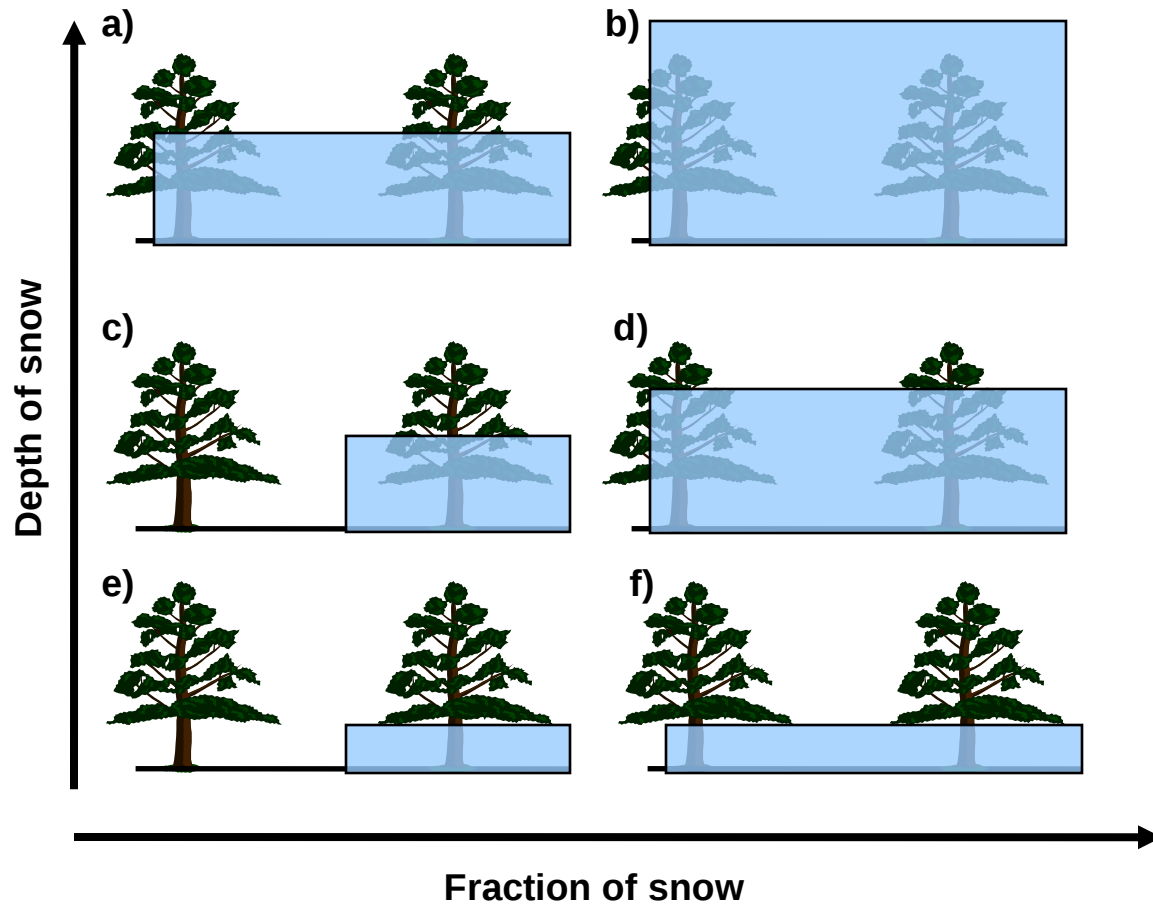 a)
b)
c)
d)
e)
f)
Depth of snow
Fraction of snow